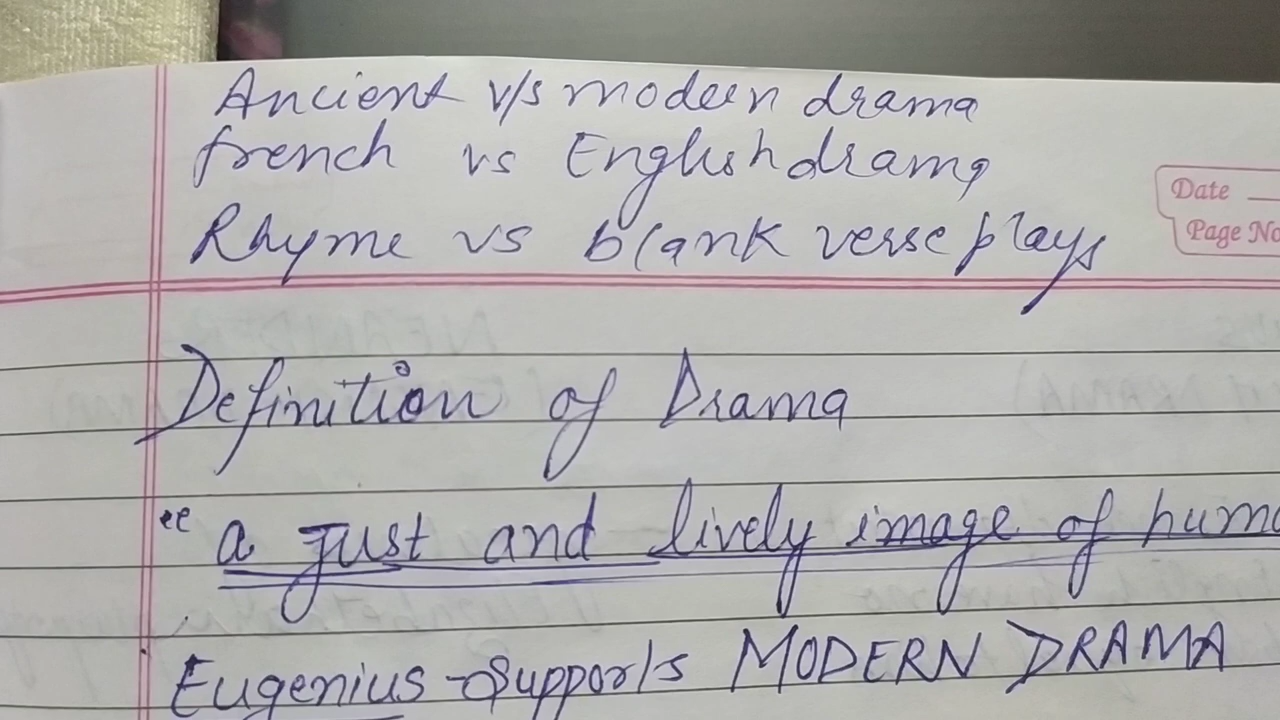 Ancient v/s modern drama
french vs English drama
Rhyme vs blank verse plays
Date
Page No
Definition of Drama
"a just and lively image of huma
Eugenius - Supports MODERN DRAMA